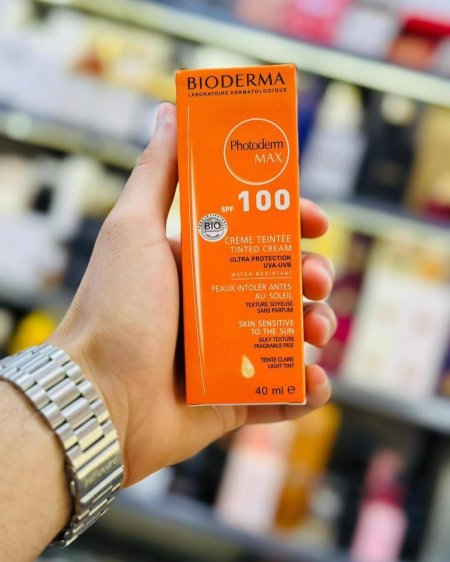 BIODERMA
LABORATOIRE DERMATOLOGIQUE
Photoderm
MAX
SPF 100
BIO
CRÈME TEINTÉE
TINTED CREAM
ULTRA PROTECTION
UVA-UVB
WATER RESISTANT
PEAUX INTOLÉRANTES
AU SOLEIL
TEXTURE SOYEUSE
SANS PARFUM
SKIN SENSITIVE
TO THE SUN
SILKY TEXTURE
FRAGRANCE FREE
TEINTE CLAIRE
LIGHT TINT
40 ml e